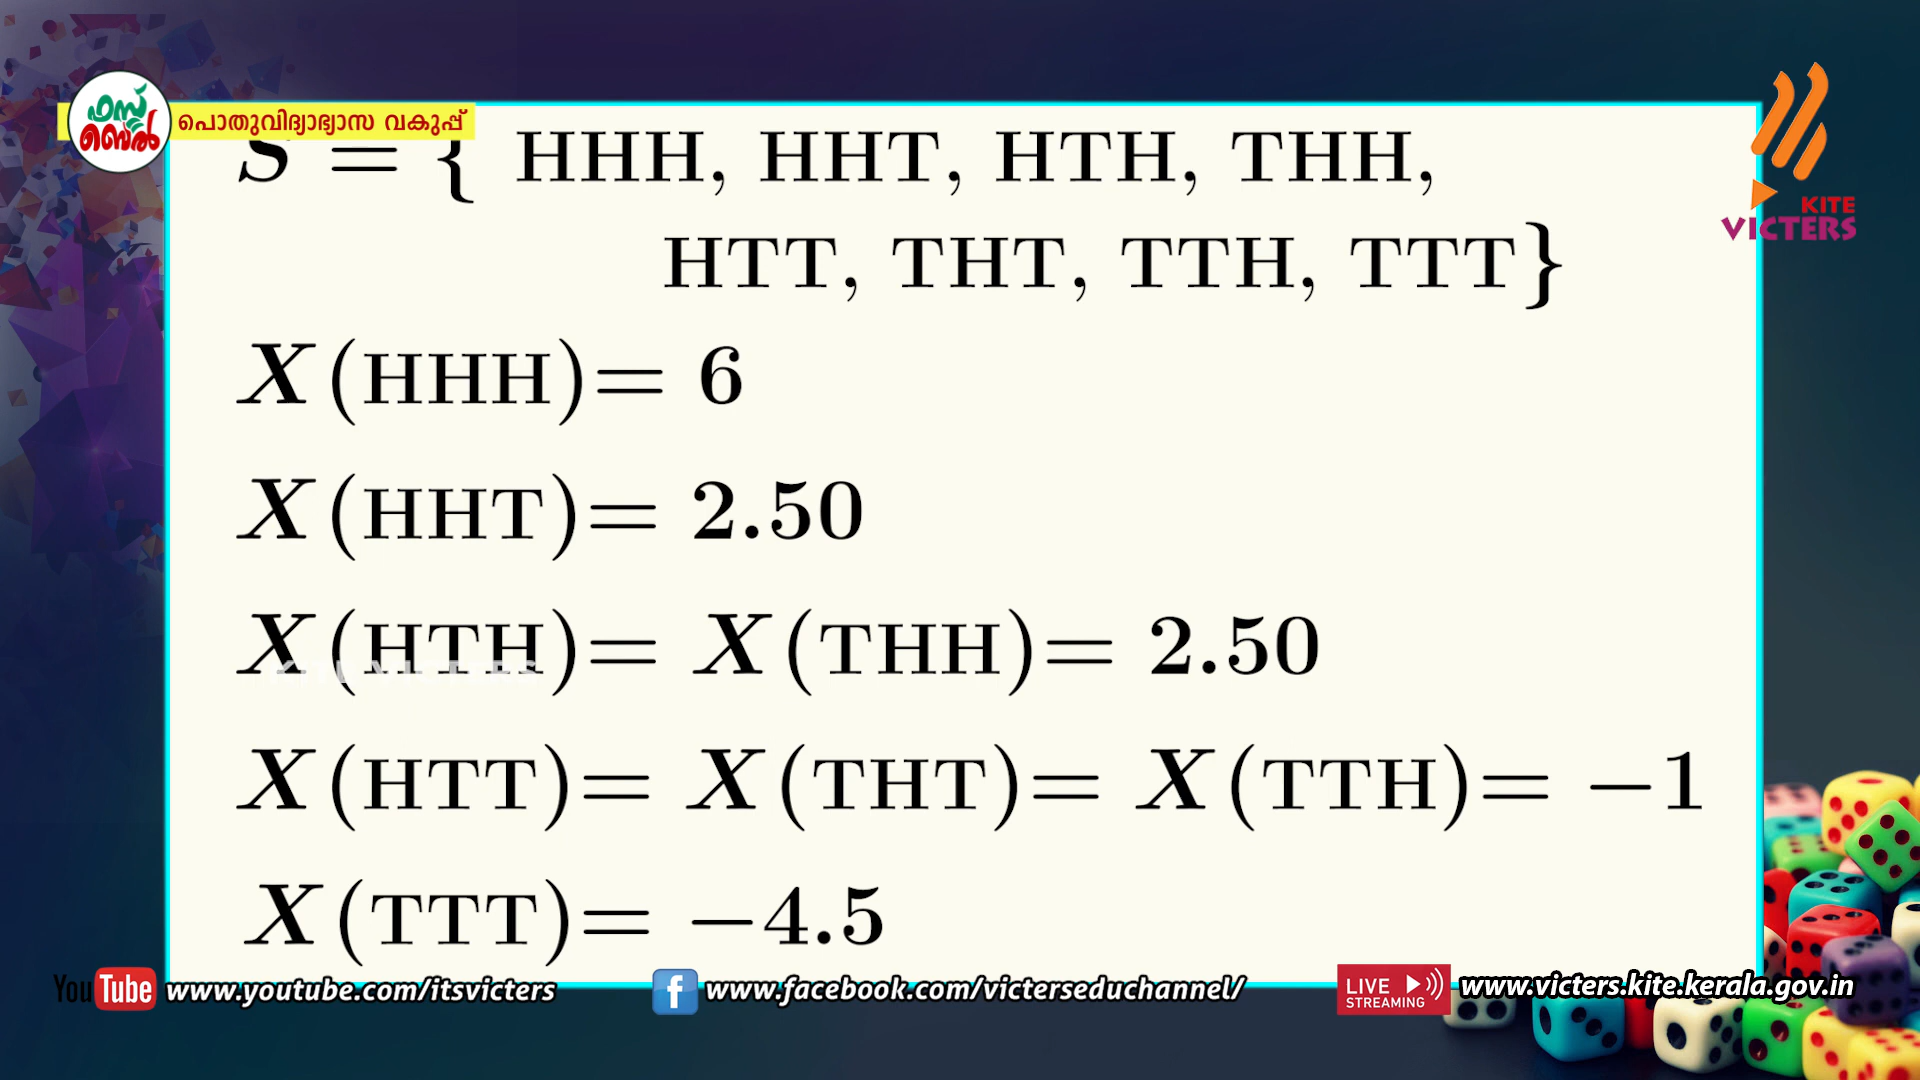 ഫസ്റ്റ് ബെൽ
പൊതുവിദ്യാഭ്യാസ വകുപ്പ്
S = { HHH, HHT, HTH, THH,
HTT, THT, TTH, TTT}
KITE
VICTERS
X(HHH)= 6
X(HHT)= 2.50
X(HTH)= X(THH)= 2.50
KITE VICTERS
X(HTT)= X(THT)= X(TTH)= −1
X(TTT)= −4.5
YouTube www.youtube.com/itsvicters
f www.facebook.com/victerseduchannel/
LIVE STREAMING www.victers.kite.kerala.gov.in